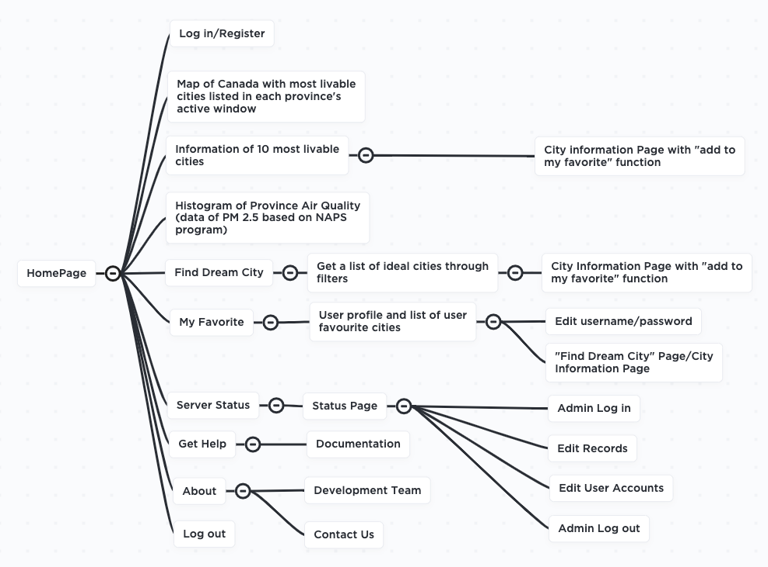 HomePage
Log in/Register
Map of Canada with most livable
cities listed in each province's
active window
Information of 10 most livable
cities
City information Page with "add to
my favorite" function
Histogram of Province Air Quality
(data of PM 2.5 based on NAPS
program)
Find Dream City
Get a list of ideal cities through
filters
City Information Page with "add to
my favorite" function
My Favorite
User profile and list of user
favourite cities
Edit username/password
"Find Dream City" Page/City
Information Page
Server Status
Status Page
Admin Log in
Edit Records
Edit User Accounts
Admin Log out
Get Help
Documentation
About
Development Team
Contact Us
Log out